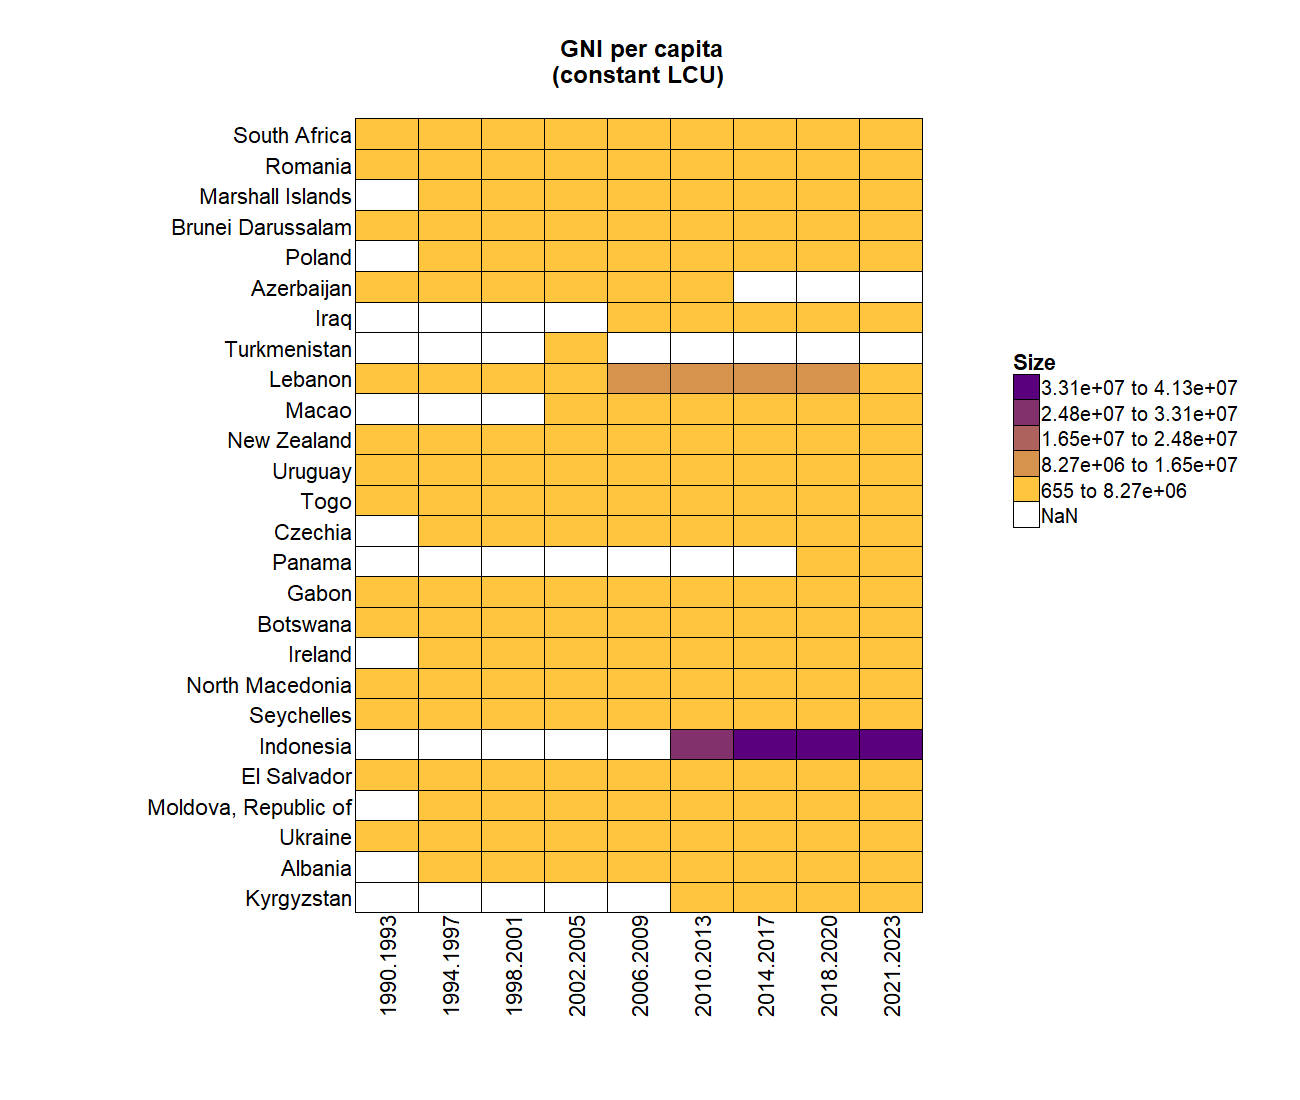 GNI per capita
(constant LCU)
South Africa
Romania
Marshall Islands
Brunei Darussalam
Poland
Azerbaijan
Iraq
Turkmenistan
Lebanon
Macao
New Zealand
Uruguay
Togo
Czechia
Panama
Gabon
Botswana
Ireland
North Macedonia
Seychelles
Indonesia
El Salvador
Moldova, Republic of
Ukraine
Albania
Kyrgyzstan
1990.1993
1994.1997
1998.2001
2002.2005
2006.2009
2010.2013
2014.2017
2018.2020
2021.2023
Size
3.31e+07 to 4.13e+07
2.48e+07 to 3.31e+07
1.65e+07 to 2.48e+07
8.27e+06 to 1.65e+07
655 to 8.27e+06
NaN